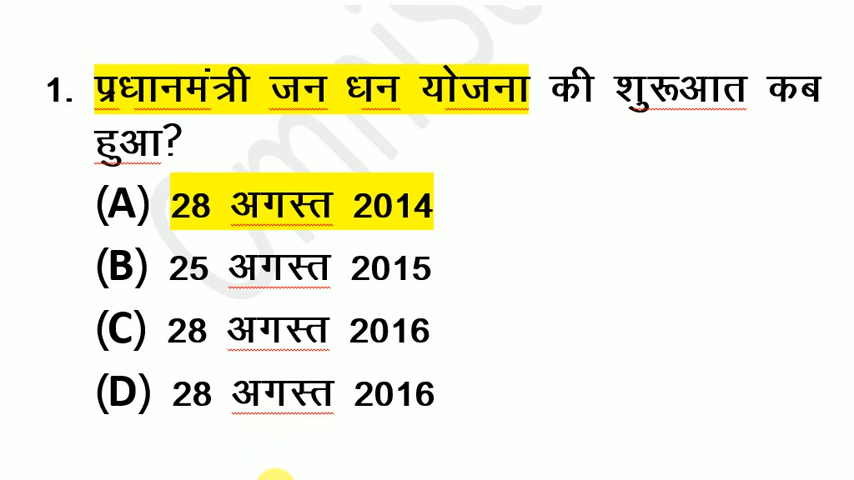 1. प्रधानमंत्री जन धन योजना की शुरूआत कब
हुआ?
(A) 28 अगस्त 2014
(B) 25 अगस्त 2015
(C) 28 अगस्त 2016
(D) 28 अगस्त 2016